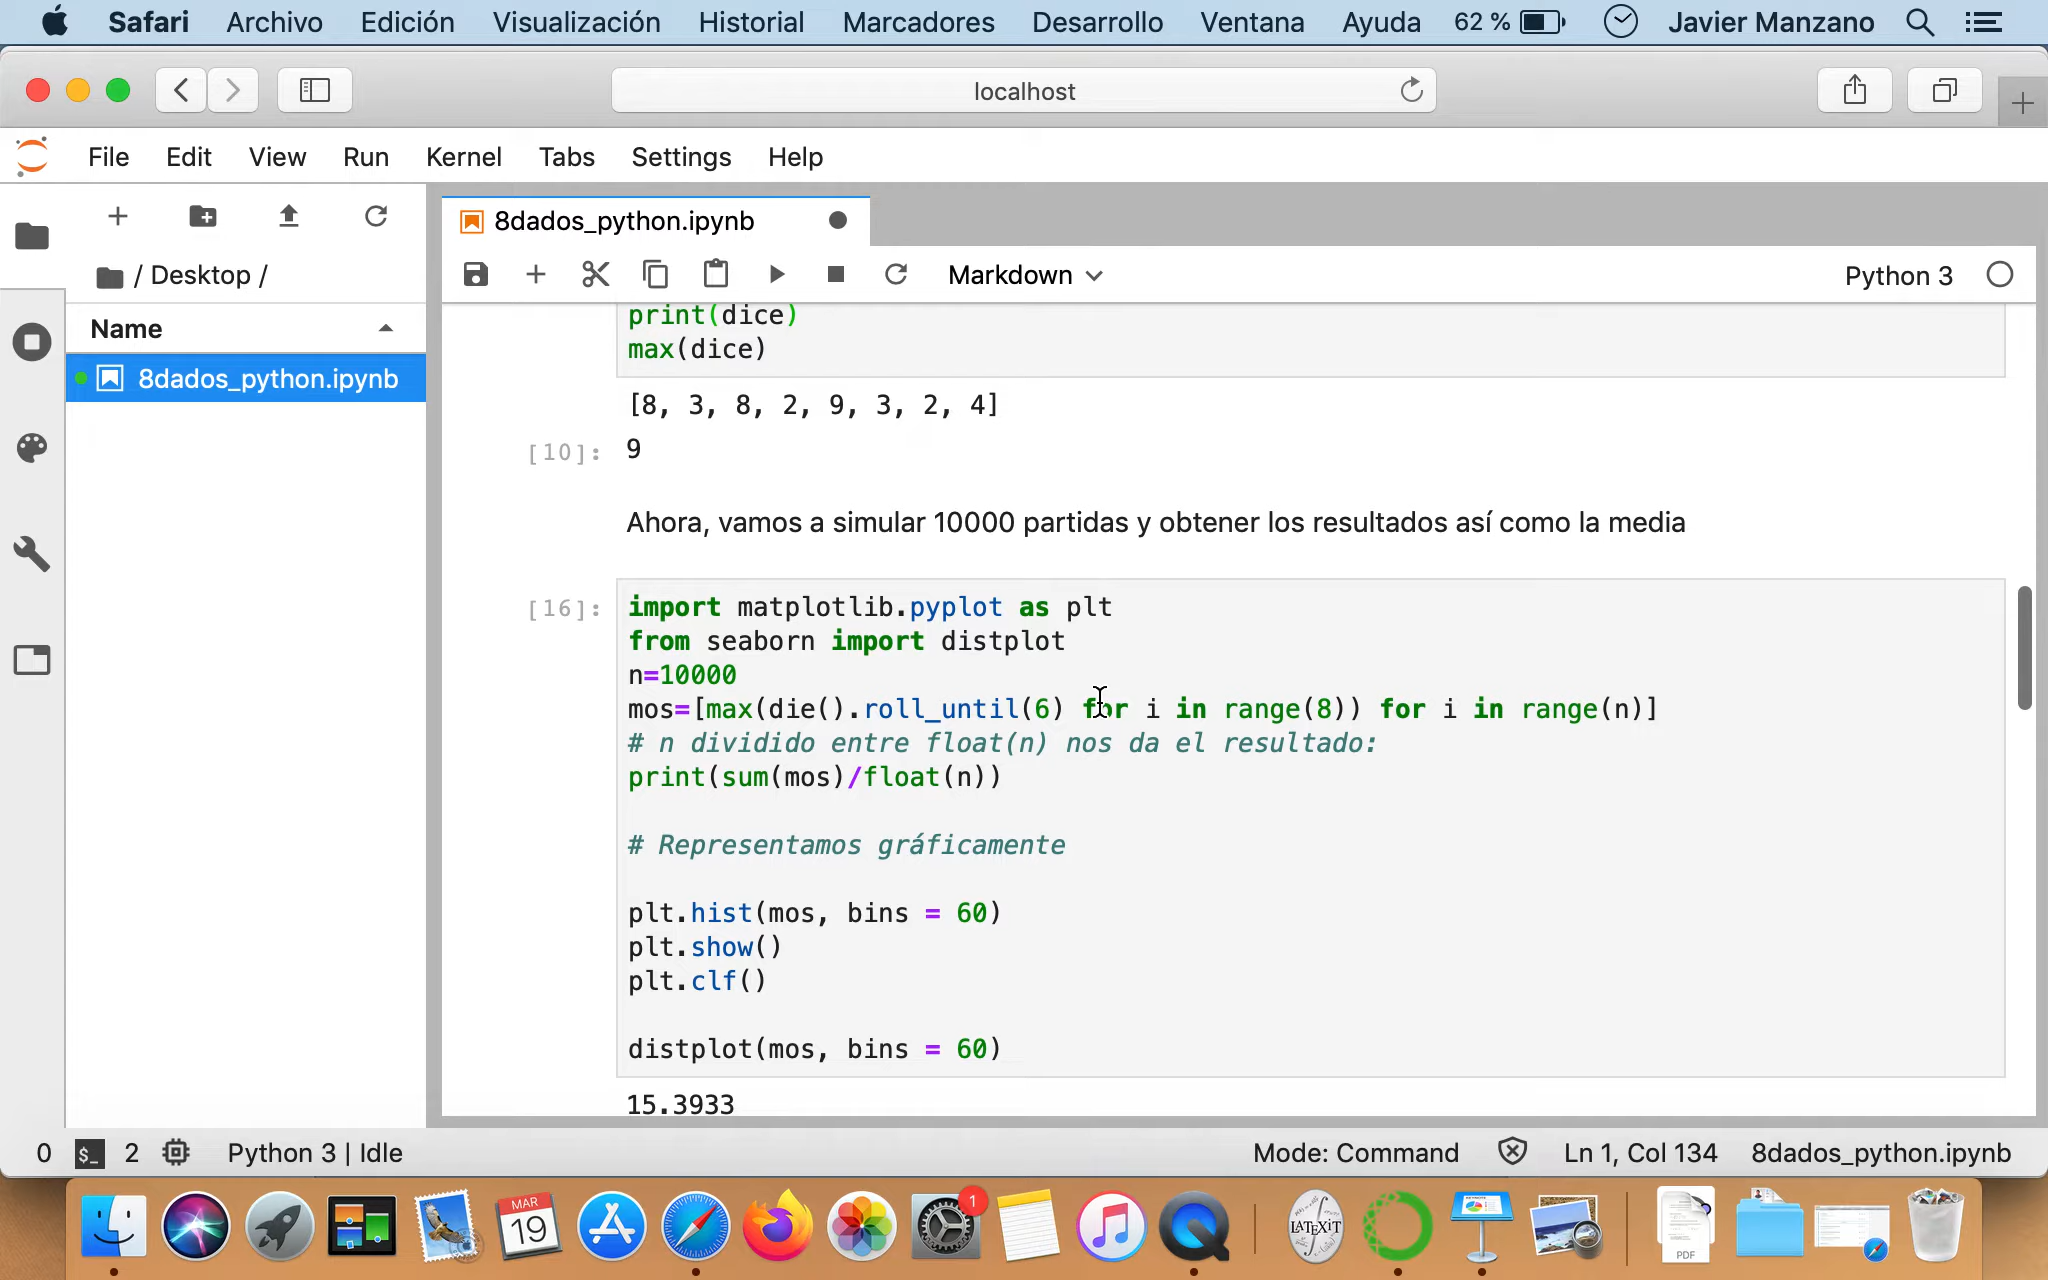 Safari Archivo Edición Visualización Historial Marcadores Desarrollo Ventana Ayuda 62 % Javier Manzano
localhost
File Edit View Run Kernel Tabs Settings Help
8dados_python.ipynb
/ Desktop /
Markdown
Python 3
Name
8dados_python.ipynb
print(dice)
max(dice)
[8, 3, 8, 2, 9, 3, 2, 4]
[10]: 9
Ahora, vamos a simular 10000 partidas y obtener los resultados así como la media
[16]: import matplotlib.pyplot as plt
from seaborn import distplot
n=10000
mos=[max(die().roll_until(6) for i in range(8)) for i in range(n)]
# n dividido entre float(n) nos da el resultado:
print(sum(mos)/float(n))
# Representamos gráficamente
plt.hist(mos, bins = 60)
plt.show()
plt.clf()
distplot(mos, bins = 60)
15.3933
0 $_ 2 Python 3 | Idle Mode: Command Ln 1, Col 134 8dados_python.ipynb
MAR
19
1
LATEXiT
PDF